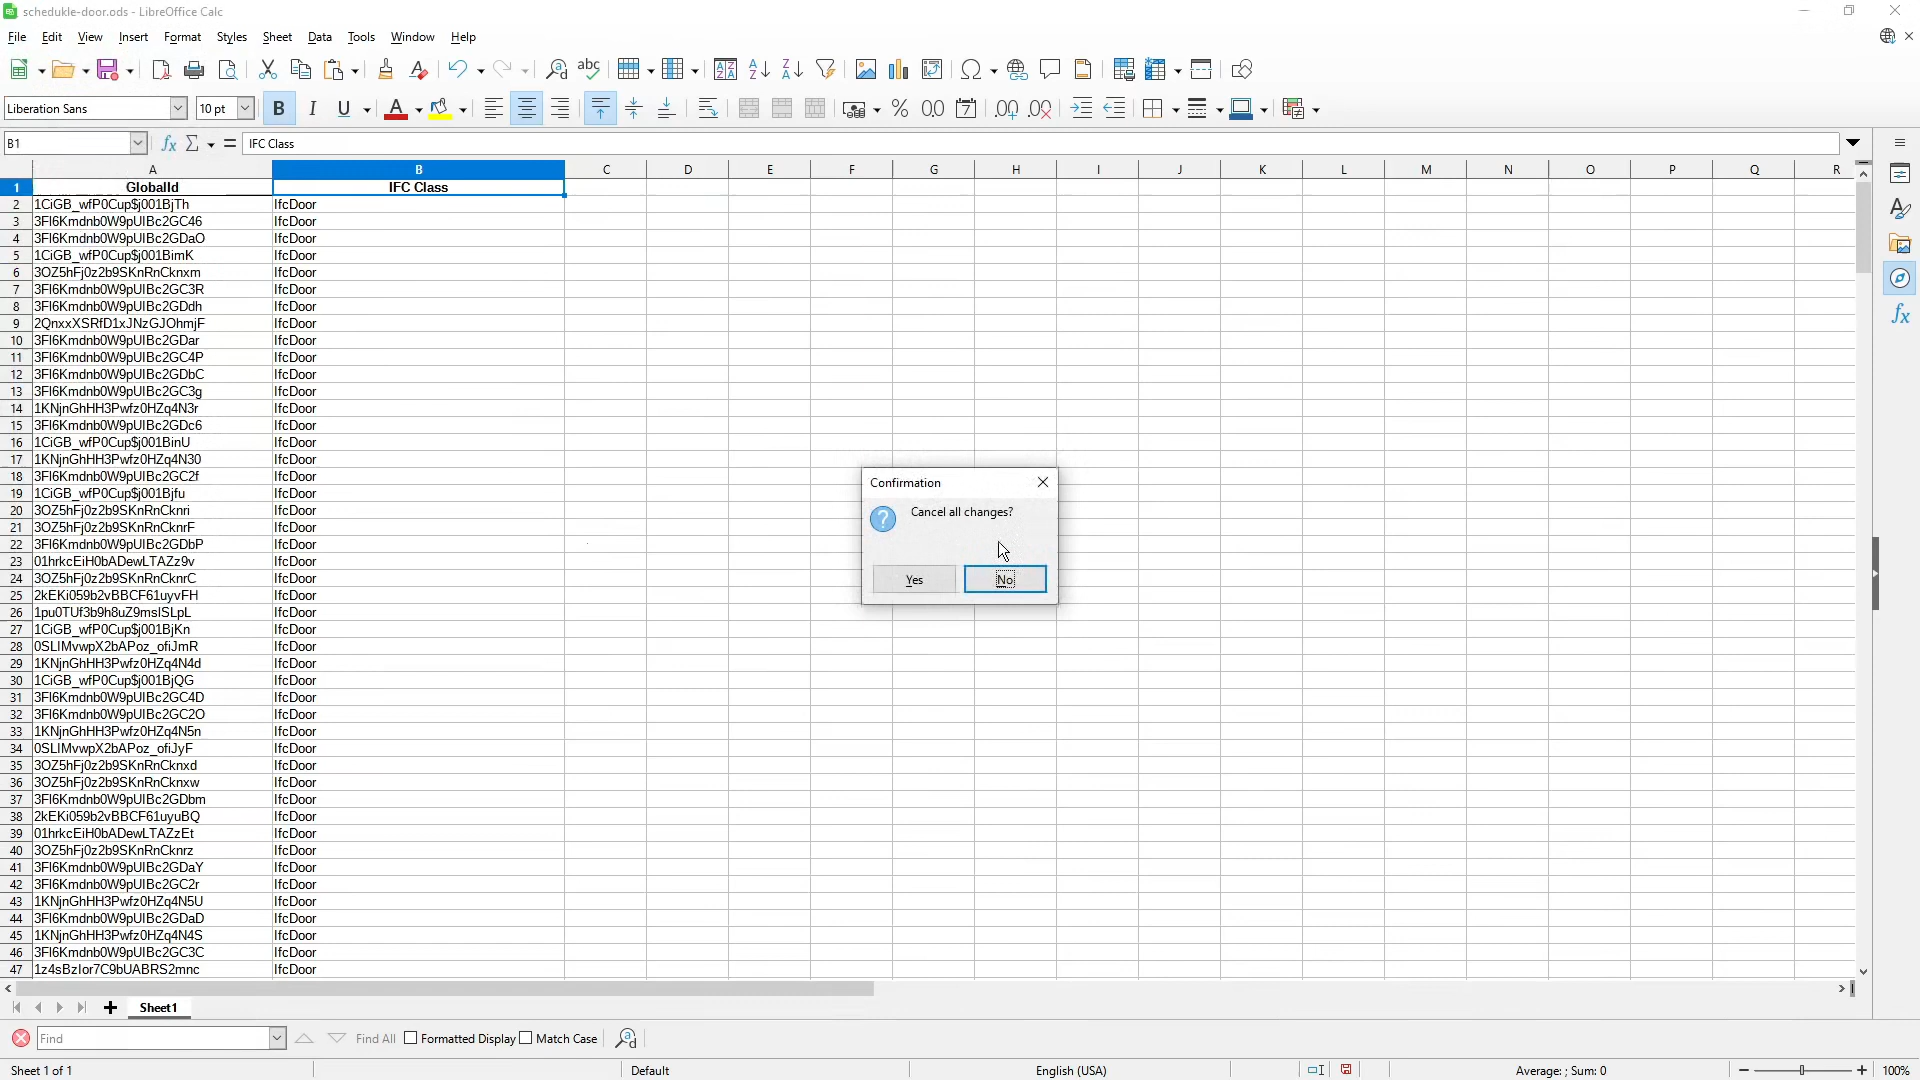 schedukle-door.ods - LibreOffice Calc
File Edit View Insert Format Styles Sheet Data Tools Window Help
Liberation Sans 10 pt
B1 IFC Class
A B C D E F G H I J K L M N O P Q R
1 GlobalId IFC Class
2 1CiGB_wfP0Cup$j001BjTh IfcDoor
3 3FI6Kmdnb0W9pUIBc2GC46 IfcDoor
4 3FI6Kmdnb0W9pUIBc2GDaO IfcDoor
5 1CiGB_wfP0Cup$j001BimK IfcDoor
6 3OZ5hFj0z2b9SKnRnCknxm IfcDoor
7 3FI6Kmdnb0W9pUIBc2GC3R IfcDoor
8 3FI6Kmdnb0W9pUIBc2GDdh IfcDoor
9 2QnxxXSRfD1xJNzGJOhmjF IfcDoor
10 3FI6Kmdnb0W9pUIBc2GDar IfcDoor
11 3FI6Kmdnb0W9pUIBc2GC4P IfcDoor
12 3FI6Kmdnb0W9pUIBc2GDbC IfcDoor
13 3FI6Kmdnb0W9pUIBc2GC3g IfcDoor
14 1KNjnGhHH3Pwfz0HZq4N3r IfcDoor
15 3FI6Kmdnb0W9pUIBc2GDc6 IfcDoor
16 1CiGB_wfP0Cup$j001BinU IfcDoor
17 1KNjnGhHH3Pwfz0HZq4N30 IfcDoor
18 3FI6Kmdnb0W9pUIBc2GC2f IfcDoor
19 1CiGB_wfP0Cup$j001Bjfu IfcDoor
20 3OZ5hFj0z2b9SKnRnCknri IfcDoor
21 3OZ5hFj0z2b9SKnRnCknrF IfcDoor
22 3FI6Kmdnb0W9pUIBc2GDbP IfcDoor
23 01hrkcEiH0bADewLTAZz9v IfcDoor
24 3OZ5hFj0z2b9SKnRnCknrC IfcDoor
25 2kEKi059b2vBBCF61uyvFH IfcDoor
26 1pu0TUf3b9h8uZ9msISLpL IfcDoor
27 1CiGB_wfP0Cup$j001BjKn IfcDoor
28 0SLIMvwpX2bAPoz_ofiJmR IfcDoor
29 1KNjnGhHH3Pwfz0HZq4N4d IfcDoor
30 1CiGB_wfP0Cup$j001BjQG IfcDoor
31 3FI6Kmdnb0W9pUIBc2GC4D IfcDoor
32 3FI6Kmdnb0W9pUIBc2GC2O IfcDoor
33 1KNjnGhHH3Pwfz0HZq4N5n IfcDoor
34 0SLIMvwpX2bAPoz_ofiJyF IfcDoor
35 3OZ5hFj0z2b9SKnRnCknxd IfcDoor
36 3OZ5hFj0z2b9SKnRnCknxw IfcDoor
37 3FI6Kmdnb0W9pUIBc2GDbm IfcDoor
38 2kEKi059b2vBBCF61uyuBQ IfcDoor
39 01hrkcEiH0bADewLTAZzEt IfcDoor
40 3OZ5hFj0z2b9SKnRnCknrz IfcDoor
41 3FI6Kmdnb0W9pUIBc2GDaY IfcDoor
42 3FI6Kmdnb0W9pUIBc2GC2r IfcDoor
43 1KNjnGhHH3Pwfz0HZq4N5U IfcDoor
44 3FI6Kmdnb0W9pUIBc2GDaD IfcDoor
45 1KNjnGhHH3Pwfz0HZq4N4S IfcDoor
46 3FI6Kmdnb0W9pUIBc2GC3C IfcDoor
47 1z4sBzlor7C9bUABRS2mnc IfcDoor
Confirmation
Cancel all changes?
Yes No
Sheet1
Find Find All Formatted Display Match Case
Sheet 1 of 1 Default English (USA) Average: ; Sum: 0 100%